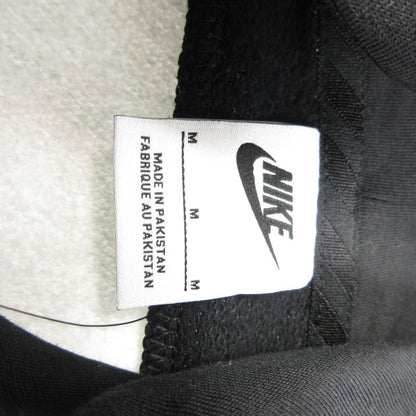 NIKE
M M M
MADE IN PAKISTAN
FABRIQUE AU PAKISTAN